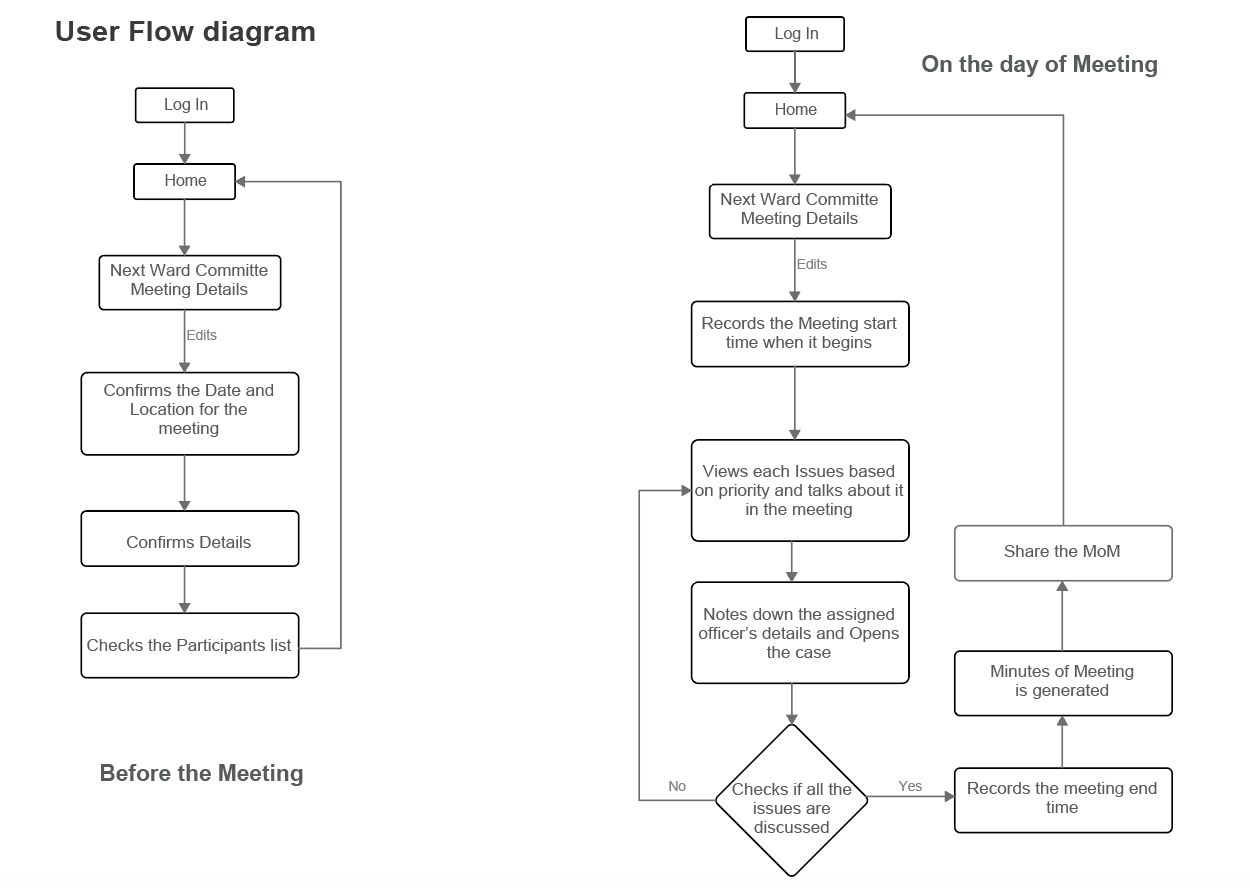 User Flow diagram
Log In
Home
Next Ward Committe
Meeting Details
Edits
Confirms the Date and
Location for the
meeting
Confirms Details
Checks the Participants list
Before the Meeting
On the day of Meeting
Log In
Home
Next Ward Committe
Meeting Details
Edits
Records the Meeting start
time when it begins
Views each Issues based
on priority and talks about it
in the meeting
Notes down the assigned
officer’s details and Opens
the case
Checks if all the
issues are
discussed
No
Yes
Records the meeting end
time
Minutes of Meeting
is generated
Share the MoM